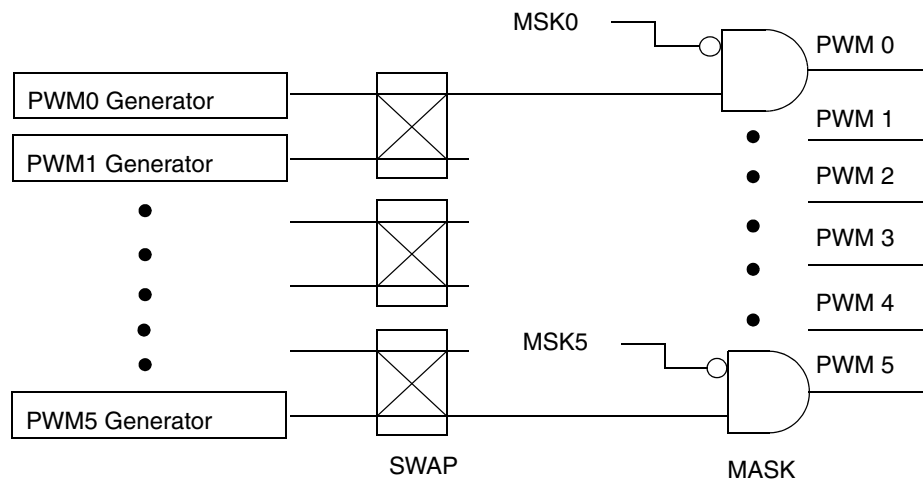 MSK0
PWM 0
PWM0 Generator
PWM 1
PWM1 Generator
PWM 2
PWM 3
PWM 4
MSK5
PWM 5
PWM5 Generator
SWAP
MASK